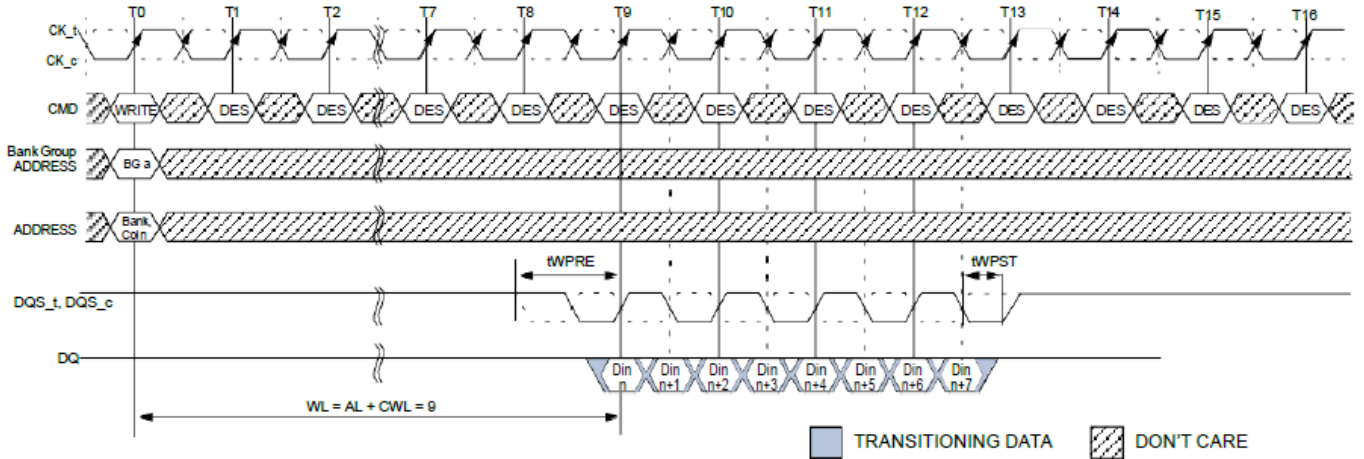 T0 T1 T2 T7 T8 T9 T10 T11 T12 T13 T14 T15 T16
CK_t
CK_c
CMD WRITE DES DES DES DES DES DES DES DES DES DES DES DES
Bank Group
ADDRESS BG a
ADDRESS Bank,
Coln
tWPRE tWPST
DQS_t, DQS_c
DQ Din Din Din Din Din Din Din Din
n n+1 n+2 n+3 n+4 n+5 n+6 n+7
WL = AL + CWL = 9
TRANSITIONING DATA DON'T CARE